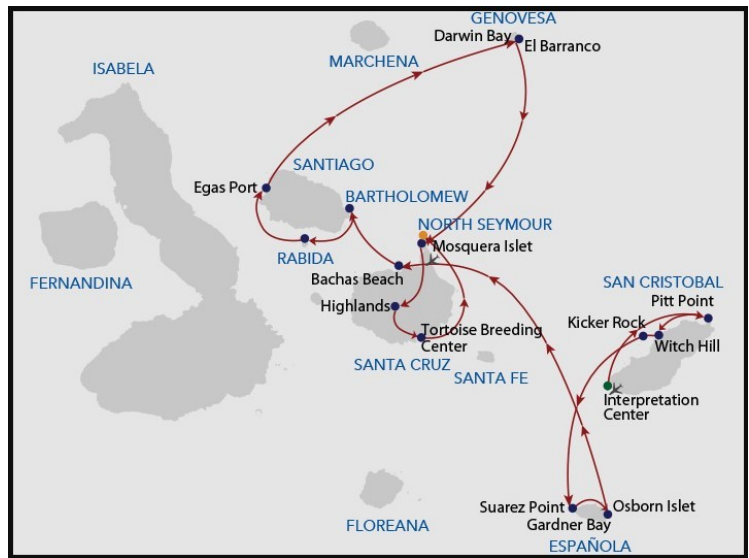 GENOVESA
Darwin Bay
El Barranco
MARCHENA
ISABELA
SANTIAGO
Egas Port
BARTHOLOMEW
NORTH SEYMOUR
Mosquera Islet
RABIDA
Bachas Beach
FERNANDINA
SAN CRISTOBAL
Pitt Point
Highlands
Kicker Rock
Tortoise Breeding
Center
Witch Hill
SANTA CRUZ
SANTA FE
Interpretation
Center
Suarez Point
Osborn Islet
Gardner Bay
FLOREANA
ESPAÑOLA